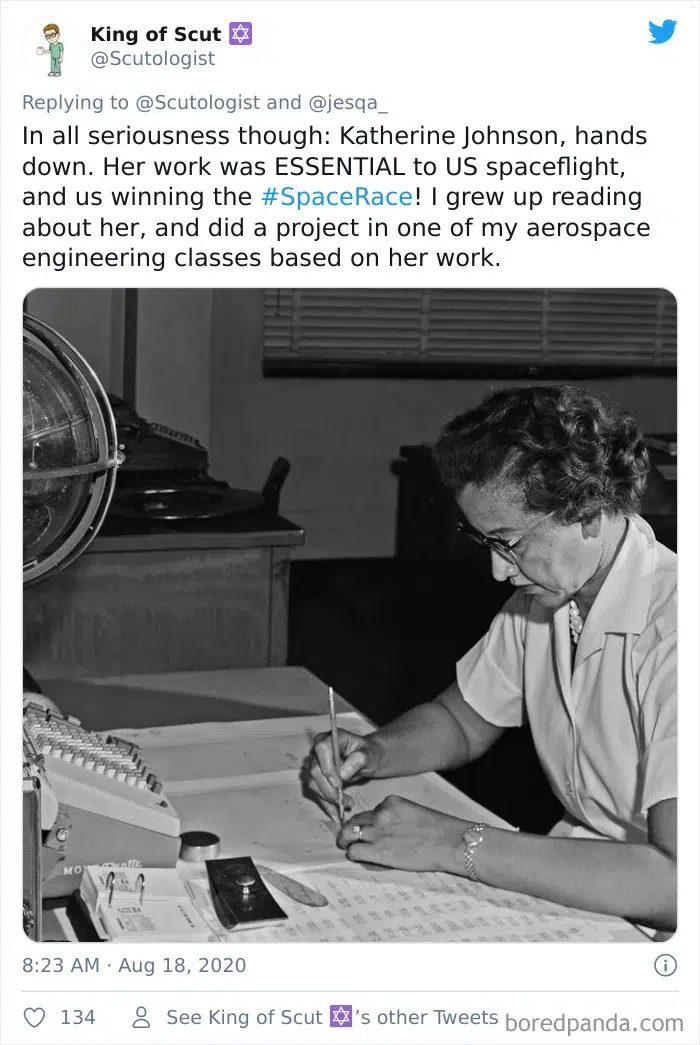 King of Scut ✡
@Scutologist
Replying to @Scutologist and @jesqa_
In all seriousness though: Katherine Johnson, hands
down. Her work was ESSENTIAL to US spaceflight,
and us winning the #SpaceRace! I grew up reading
about her, and did a project in one of my aerospace
engineering classes based on her work.
8:23 AM · Aug 18, 2020
134
See King of Scut ✡’s other Tweets
boredpanda.com